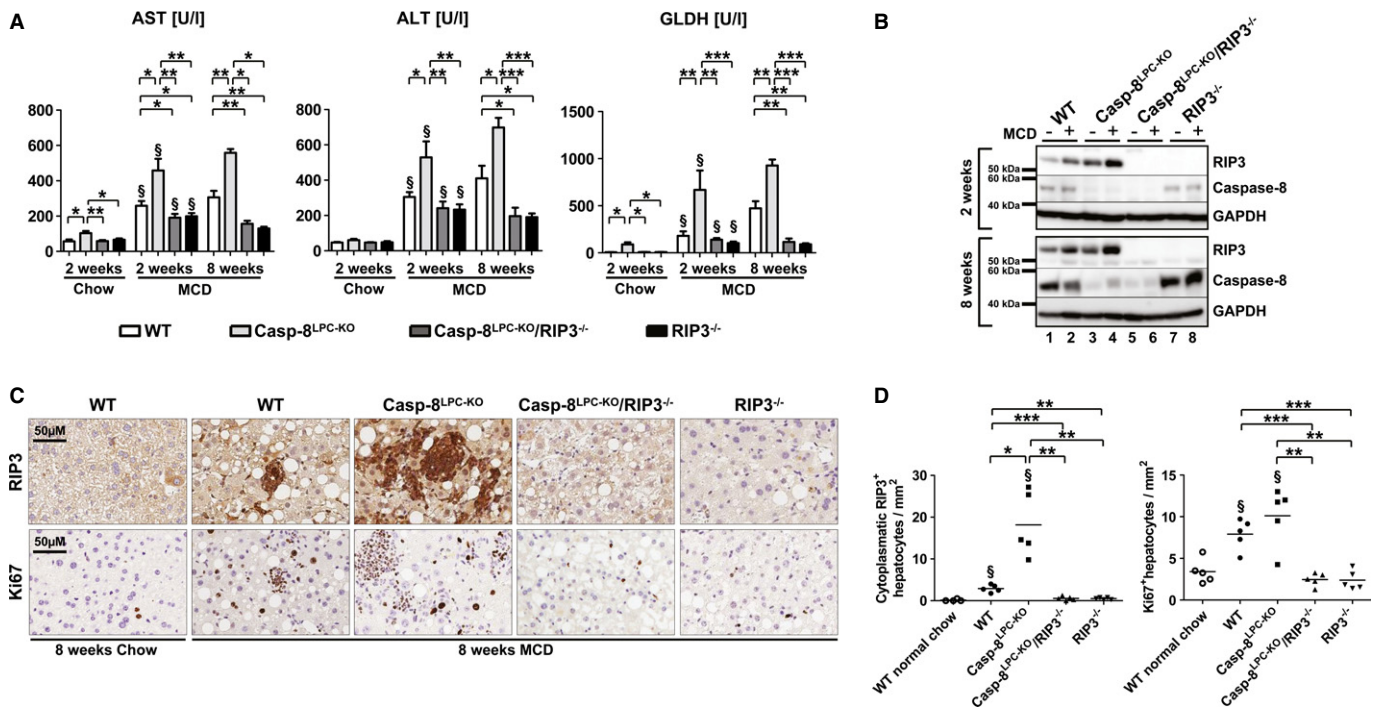 A
AST [U/l]
ALT [U/l]
GLDH [U/l]
** * * ** * *
** * ** * ** * * **
** * ** *** * *** * *
*** ** ** *** ** *** ** **
800
600
400
200
0
* * **
§ § § §
2 weeks 2 weeks 8 weeks
Chow MCD
800
600
400
200
0
§ § § §
2 weeks 2 weeks 8 weeks
Chow MCD
1500
1000
500
0
* * *
§ § § §
2 weeks 2 weeks 8 weeks
Chow MCD
WT Casp-8LPC-KO Casp-8LPC-KO/RIP3-/- RIP3-/-
B
WT Casp-8LPC-KO Casp-8LPC-KO/RIP3-/- RIP3-/-
MCD - + - + - + - +
2 weeks
50 kDa RIP3
60 kDa
Caspase-8
40 kDa
GAPDH
8 weeks
RIP3
50 kDa
60 kDa
Caspase-8
40 kDa
GAPDH
1 2 3 4 5 6 7 8
C
WT WT Casp-8LPC-KO Casp-8LPC-KO/RIP3-/- RIP3-/-
RIP3
50µM
Ki67
50µM
8 weeks Chow 8 weeks MCD
D
Cytoplasmatic RIP3+
hepatocytes / mm2
30
20
10
0
**
***
**
* **
§ §
WT normal chow
WT
Casp-8LPC-KO
Casp-8LPC-KO/RIP3-/-
RIP3-/-
Ki67+hepatocytes / mm2
15
10
5
0
***
***
**
**
§ §
WT normal chow
WT
Casp-8LPC-KO
Casp-8LPC-KO/RIP3-/-
RIP3-/-